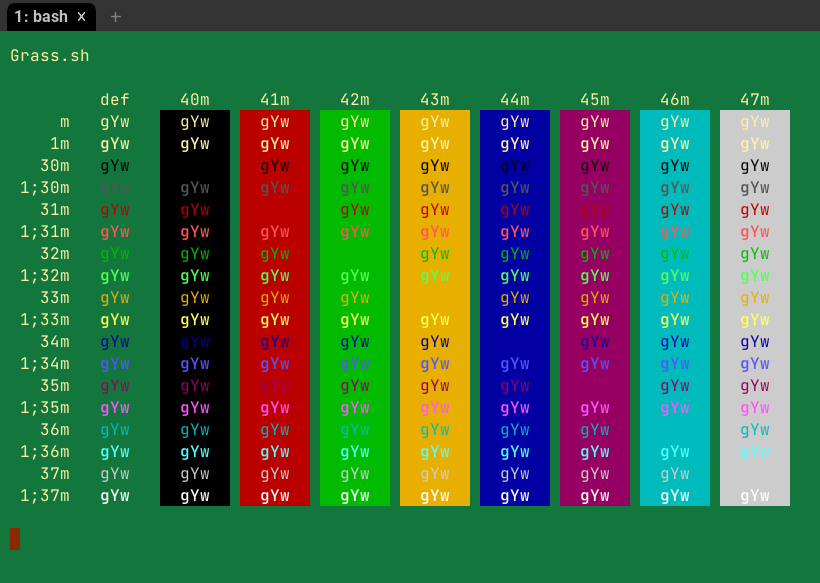 1: bash × +
Grass.sh
def 40m 41m 42m 43m 44m 45m 46m 47m
m gYw gYw gYw gYw gYw gYw gYw gYw gYw
1m gYw gYw gYw gYw gYw gYw gYw gYw gYw
30m gYw gYw gYw gYw gYw gYw gYw gYw
1;30m gYw gYw gYw gYw gYw gYw gYw gYw gYw
31m gYw gYw gYw gYw gYw gYw gYw gYw
1;31m gYw gYw gYw gYw gYw gYw gYw gYw gYw
32m gYw gYw gYw gYw gYw gYw gYw gYw
1;32m gYw gYw gYw gYw gYw gYw gYw gYw gYw
33m gYw gYw gYw gYw gYw gYw gYw gYw
1;33m gYw gYw gYw gYw gYw gYw gYw gYw gYw
34m gYw gYw gYw gYw gYw gYw gYw gYw
1;34m gYw gYw gYw gYw gYw gYw gYw gYw gYw
35m gYw gYw gYw gYw gYw gYw gYw gYw
1;35m gYw gYw gYw gYw gYw gYw gYw gYw gYw
36m gYw gYw gYw gYw gYw gYw gYw gYw
1;36m gYw gYw gYw gYw gYw gYw gYw gYw gYw
37m gYw gYw gYw gYw gYw gYw gYw gYw
1;37m gYw gYw gYw gYw gYw gYw gYw gYw gYw